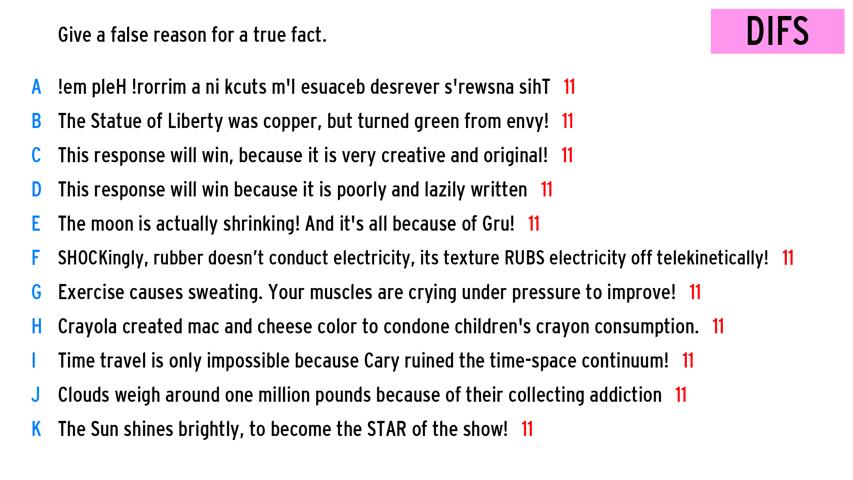 Give a false reason for a true fact.
DIFS
A !em pleH !rorrim a ni kcuts m'I esuaceb desrever s'rewsna sihT 11
B The Statue of Liberty was copper, but turned green from envy! 11
C This response will win, because it is very creative and original! 11
D This response will win because it is poorly and lazily written 11
E The moon is actually shrinking! And it's all because of Gru! 11
F SHOCKingly, rubber doesn’t conduct electricity, its texture RUBS electricity off telekinetically! 11
G Exercise causes sweating. Your muscles are crying under pressure to improve! 11
H Crayola created mac and cheese color to condone children's crayon consumption. 11
I Time travel is only impossible because Cary ruined the time-space continuum! 11
J Clouds weigh around one million pounds because of their collecting addiction 11
K The Sun shines brightly, to become the STAR of the show! 11